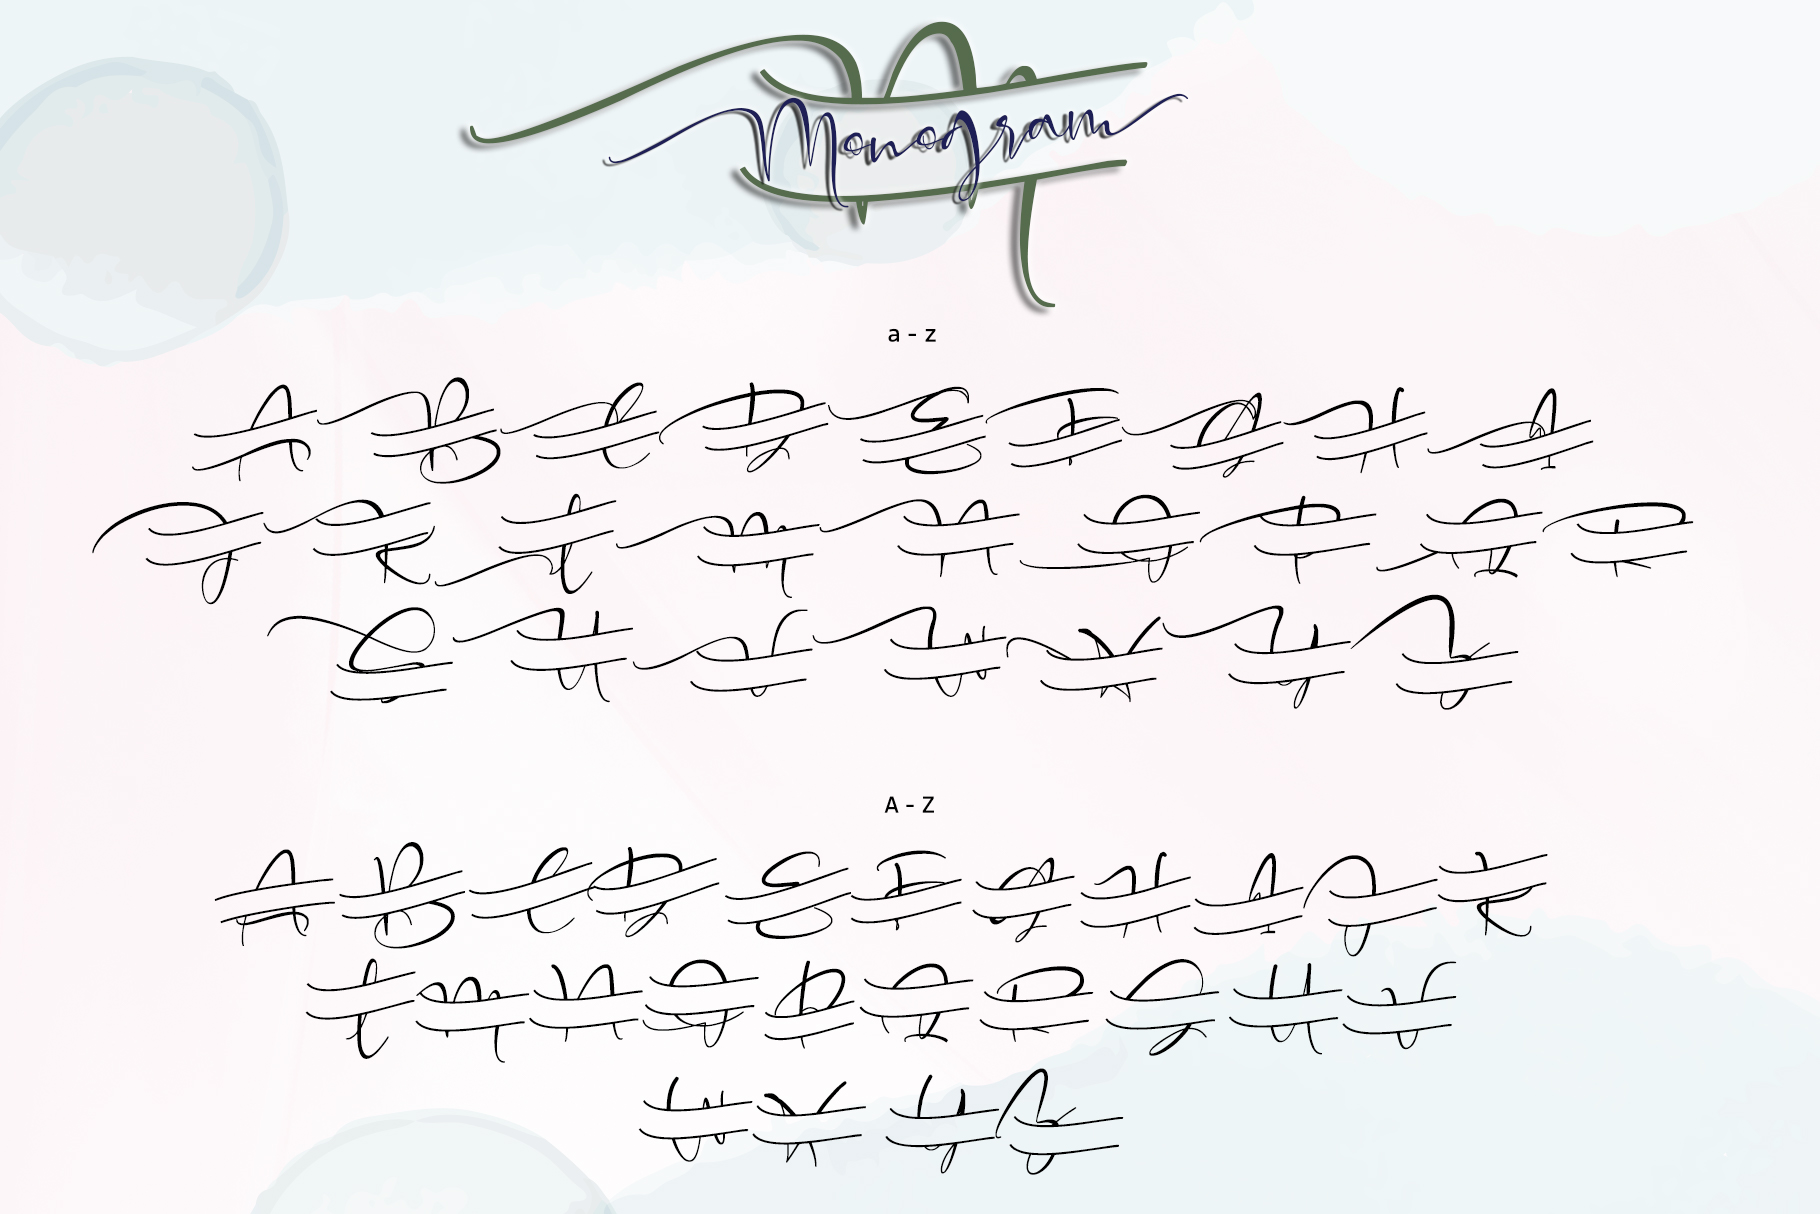 M
Monogram
a-z
A B C D E F G H I
J K L M N O P Q R
S U V W X Y Z
A-Z
A B C D E F G H I J K
L M N O P Q R S U V
W X Y Z